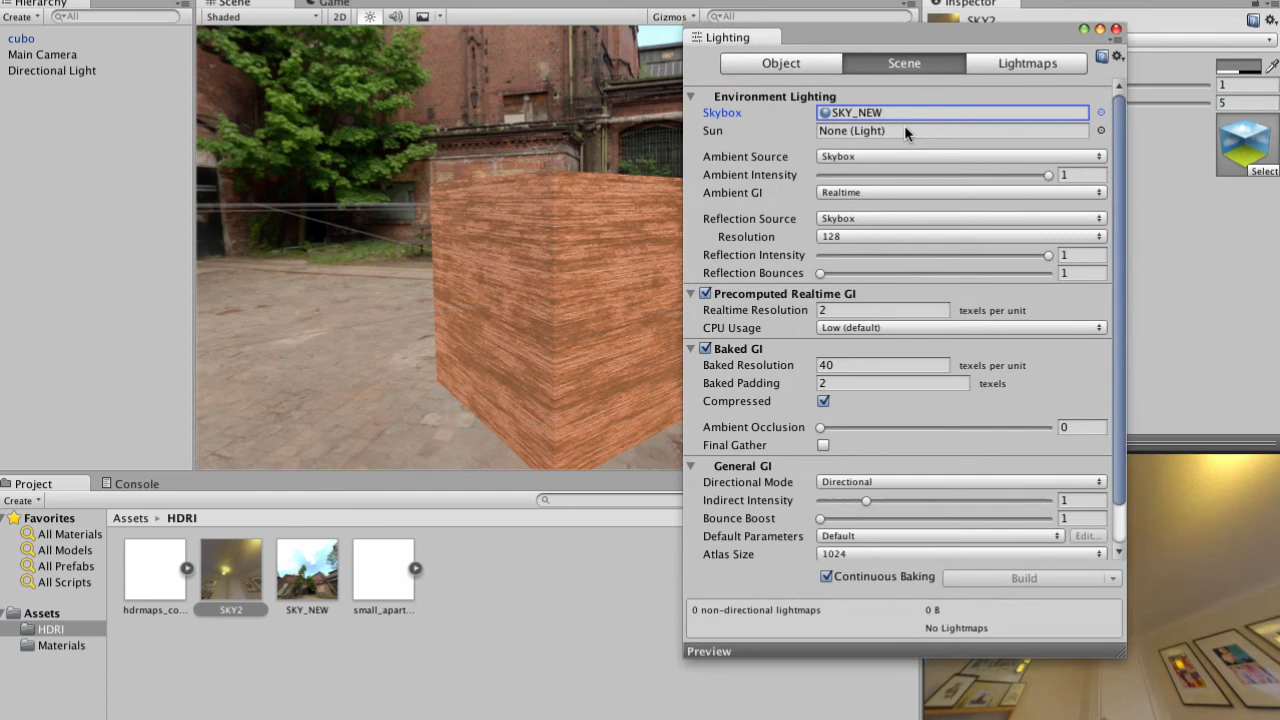 Hierarchy
Create
All
cubo
Main Camera
Directional Light
Scene
Game
Shaded
2D
Gizmos
All
Inspector
SKY2
1
5
Select
Lighting
Object
Scene
Lightmaps
Environment Lighting
Skybox SKY_NEW
Sun None (Light)
Ambient Source Skybox
Ambient Intensity 1
Ambient GI Realtime
Reflection Source Skybox
Resolution 128
Reflection Intensity 1
Reflection Bounces 1
Precomputed Realtime GI
Realtime Resolution 2 texels per unit
CPU Usage Low (default)
Baked GI
Baked Resolution 40 texels per unit
Baked Padding 2 texels
Compressed
Ambient Occlusion 0
Final Gather
General GI
Directional Mode Directional
Indirect Intensity 1
Bounce Boost 1
Default Parameters Default Edit...
Atlas Size 1024
Continuous Baking Build
0 non-directional lightmaps 0 B
No Lightmaps
Preview
Project
Console
Create
Favorites
All Materials
All Models
All Prefabs
All Scripts
Assets
HDRI
Materials
Assets HDRI
hdrmaps_co...
SKY2
SKY_NEW
small_apart...